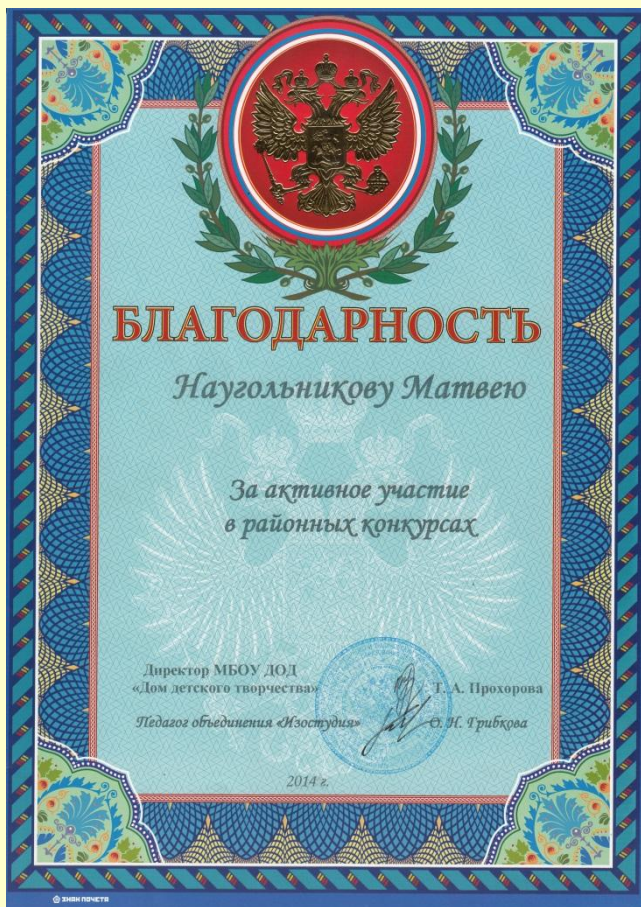 БЛАГОДАРНОСТЬ
Наугольникову Матвею
За активное участие
в районных конкурсах
Директор МБОУ ДОД
«Дом детского творчества» Т. А. Прохорова
Педагог объединения «Изостудия» О. Н. Грибкова
2014 г.
ЗНАК ПОЧЕТА